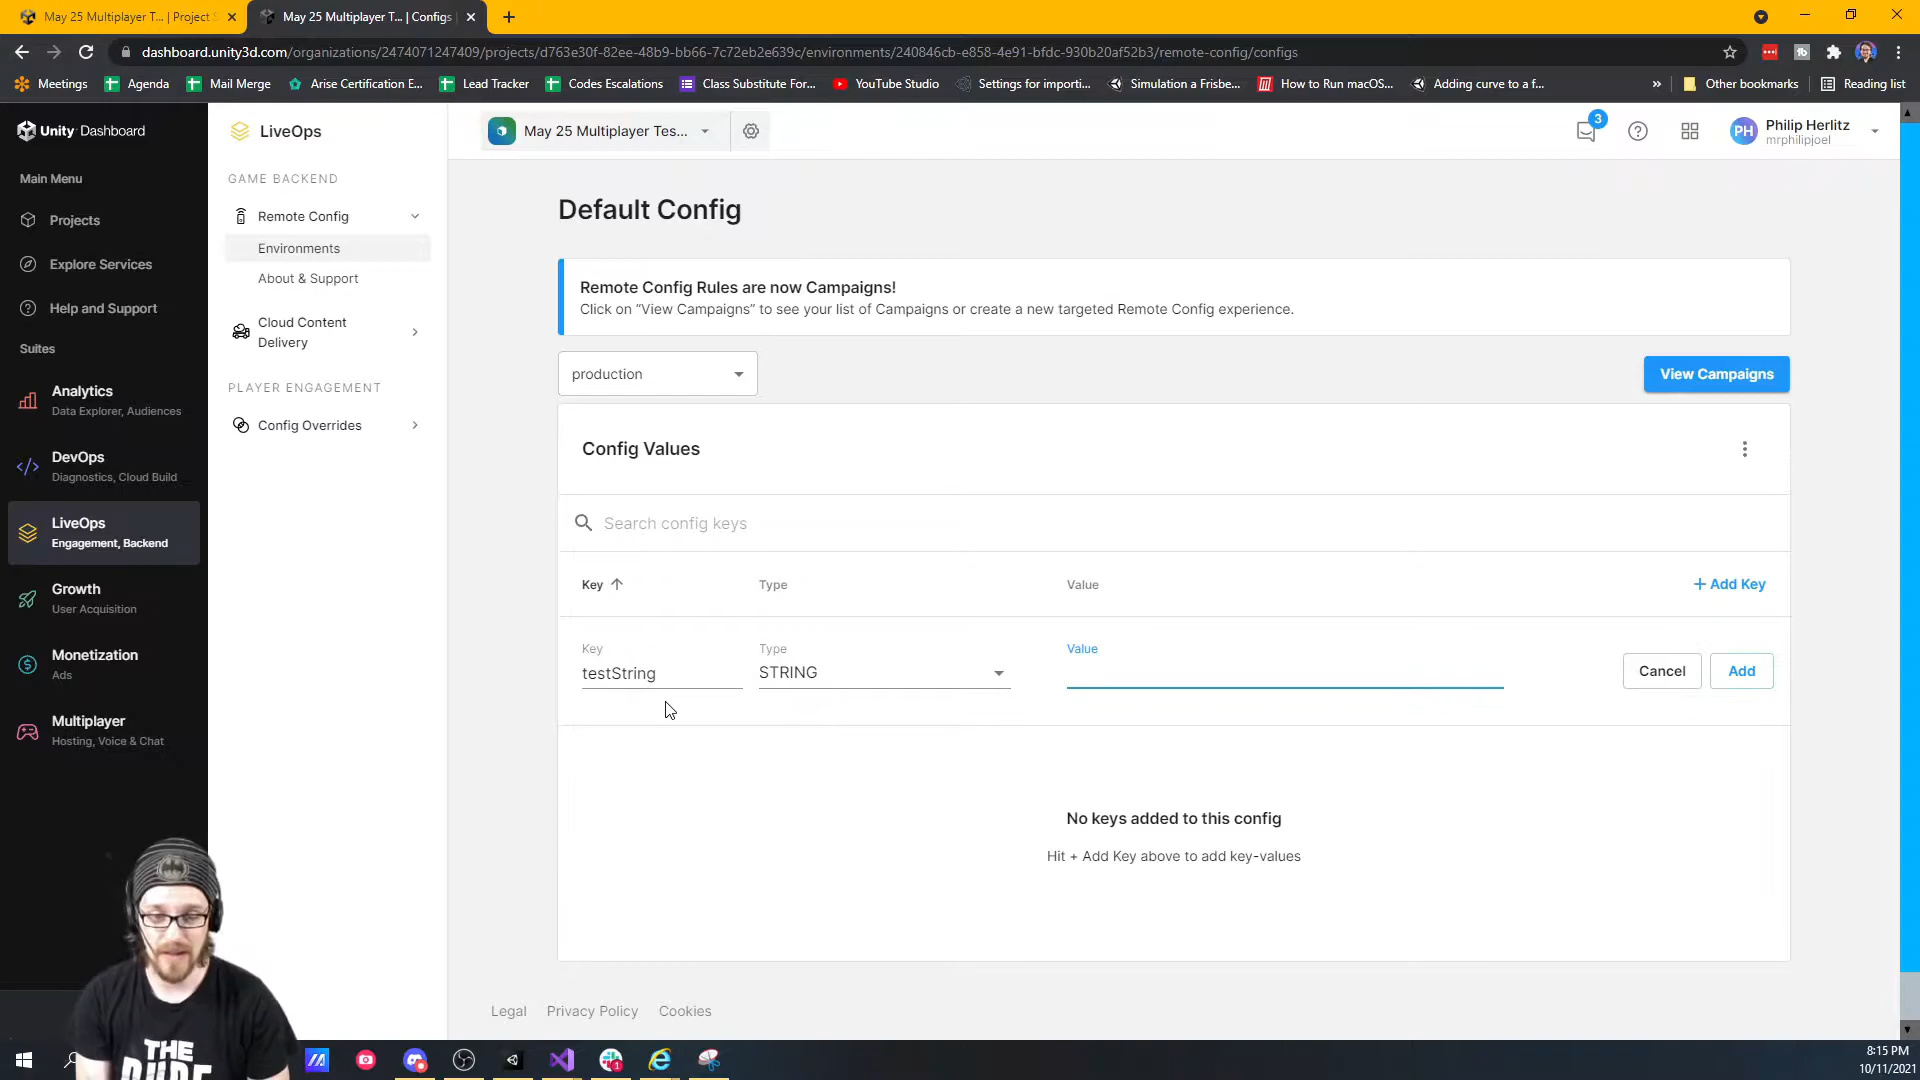 May 25 Multiplayer T... | Project S
May 25 Multiplayer T... | Configs
dashboard.unity3d.com/organizations/2474071247409/projects/d763e30f-82ee-48b9-bb66-7c72eb2e639c/environments/240846cb-e858-4e91-bfdc-930b20af52b3/remote-config/configs
Meetings
Agenda
Mail Merge
Arise Certification E...
Lead Tracker
Codes Escalations
Class Substitute For...
YouTube Studio
Settings for importi...
Simulation a Frisbe...
How to Run macOS...
Adding curve to a f...
»
Other bookmarks
Reading list
Unity Dashboard
LiveOps
May 25 Multiplayer Tes...
3
PH
Philip Herlitz
mrphilipjoel
Main Menu
Projects
Explore Services
Help and Support
Suites
Analytics
Data Explorer, Audiences
DevOps
Diagnostics, Cloud Build
LiveOps
Engagement, Backend
Growth
User Acquisition
Monetization
Ads
Multiplayer
Hosting, Voice & Chat
GAME BACKEND
Remote Config
Environments
About & Support
Cloud Content
Delivery
PLAYER ENGAGEMENT
Config Overrides
Default Config
Remote Config Rules are now Campaigns!
Click on “View Campaigns” to see your list of Campaigns or create a new targeted Remote Config experience.
production
View Campaigns
Config Values
Search config keys
Key
Type
Value
+ Add Key
Key
testString
Type
STRING
Value
Cancel
Add
No keys added to this config
Hit + Add Key above to add key-values
Legal
Privacy Policy
Cookies
THE
DUDE
1
8:15 PM
10/11/2021